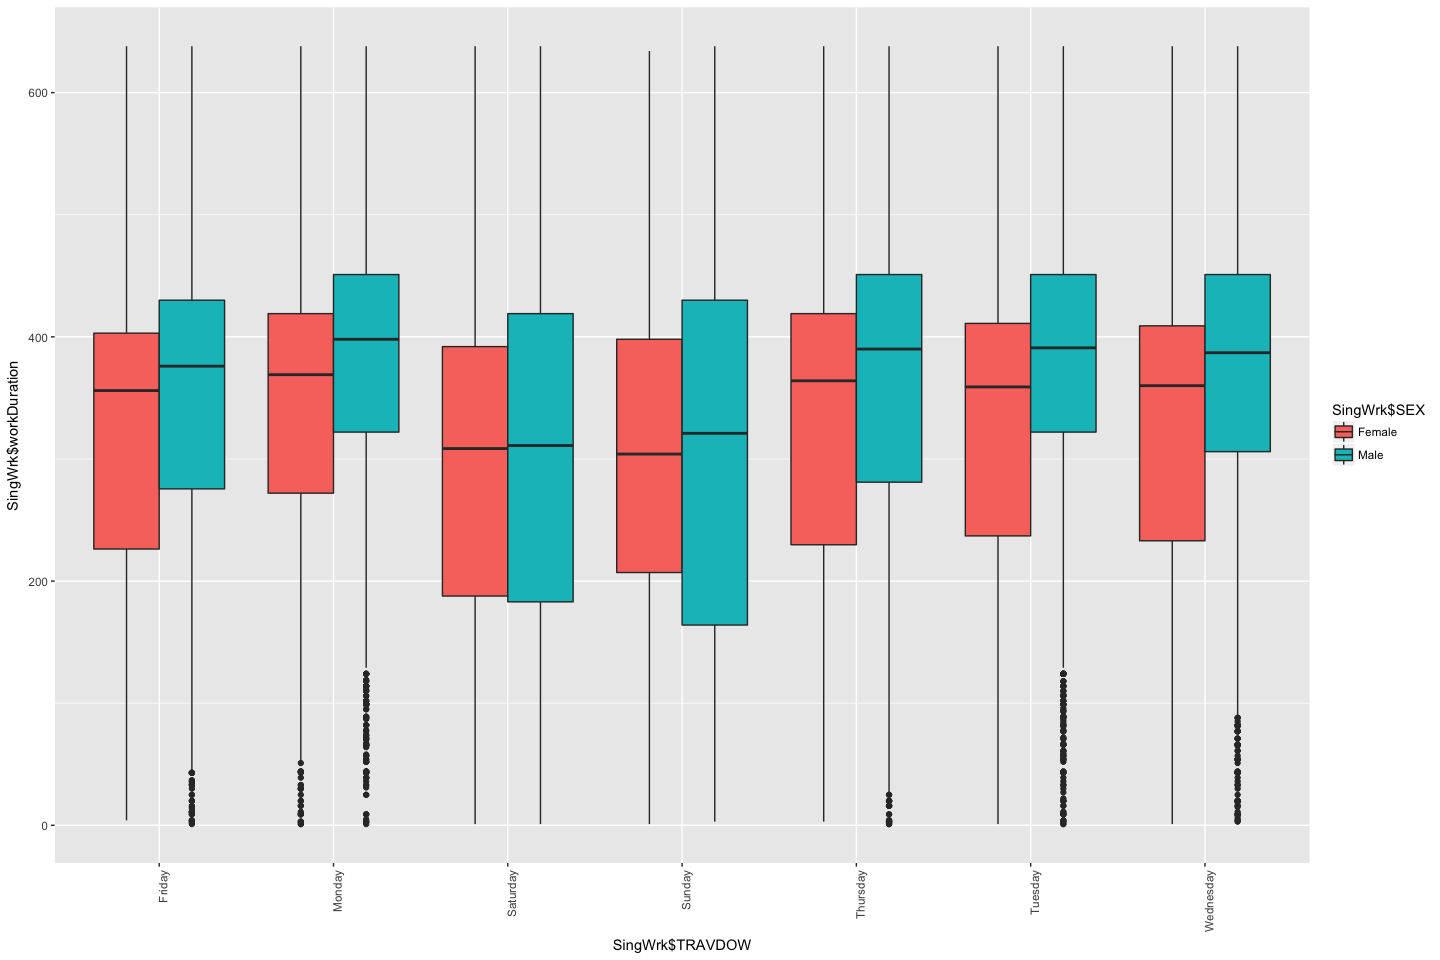 SingWrk$workDuration
600
400
200
0
Friday
Monday
Saturday
Sunday
Thursday
Tuesday
Wednesday
SingWrk$TRAVDOW
SingWrk$SEX
Female
Male